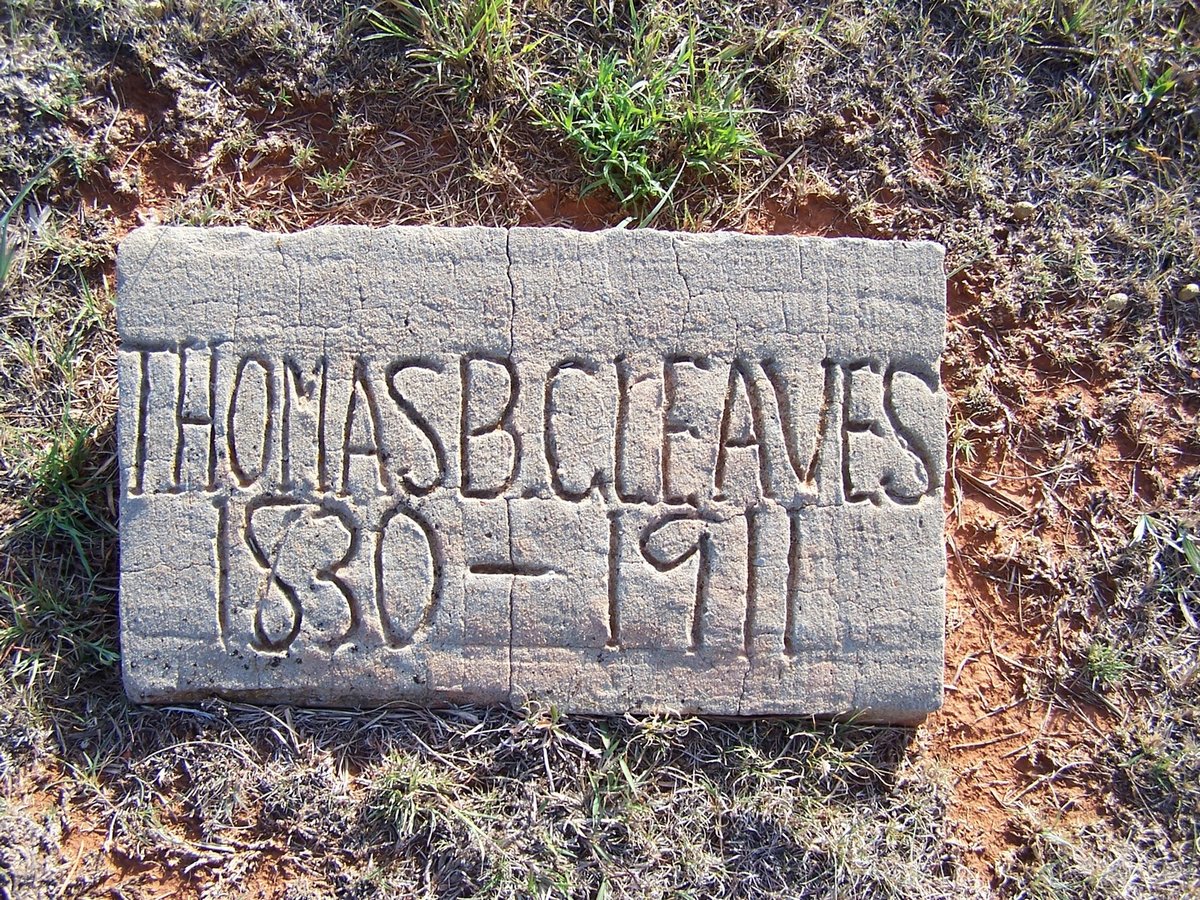 THOMAS B. CLEAVES
1830 - 1911